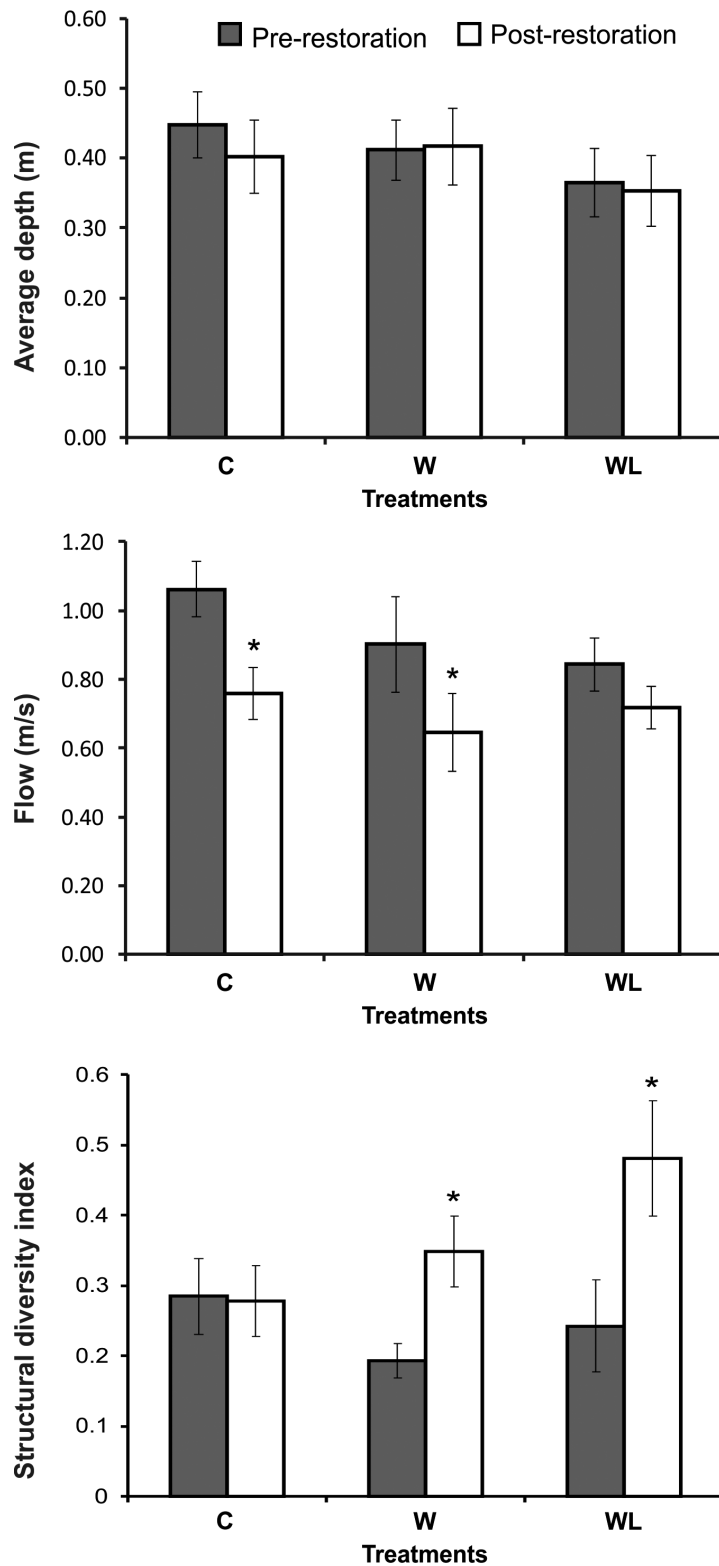 Pre-restoration Post-restoration
Average depth (m)
0.60
0.50
0.40
0.30
0.20
0.10
0.00
C W WL
Treatments
Flow (m/s)
1.20
1.00
0.80
0.60
0.40
0.20
0.00
*
*
C W WL
Treatments
Structural diversity index
0.6
0.5
0.4
0.3
0.2
0.1
0
*
*
C W WL
Treatments